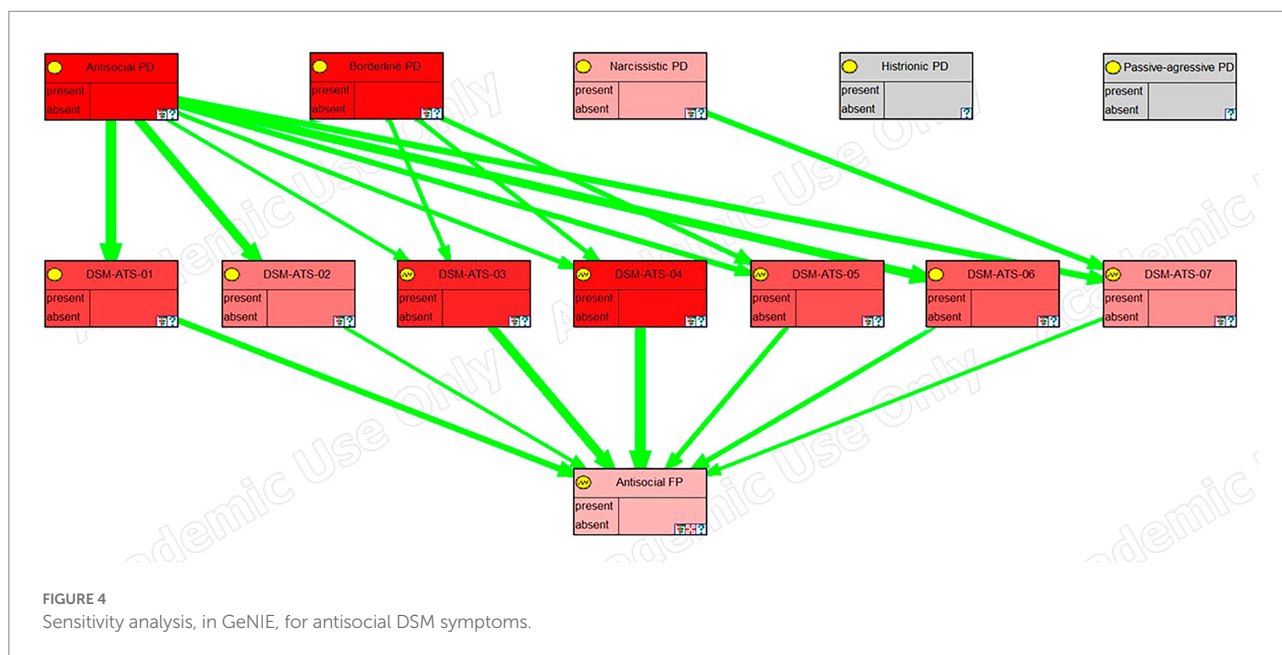 Antisocial PD
present
absent
Borderline PD
present
absent
Narcissistic PD
present
absent
Histrionic PD
present
absent
Passive-agressive PD
present
absent
DSM-ATS-01
present
absent
DSM-ATS-02
present
absent
DSM-ATS-03
present
absent
DSM-ATS-04
present
absent
DSM-ATS-05
present
absent
DSM-ATS-06
present
absent
DSM-ATS-07
present
absent
Antisocial FP
present
absent
Academic Use Only
FIGURE 4
Sensitivity analysis, in GeNIE, for antisocial DSM symptoms.